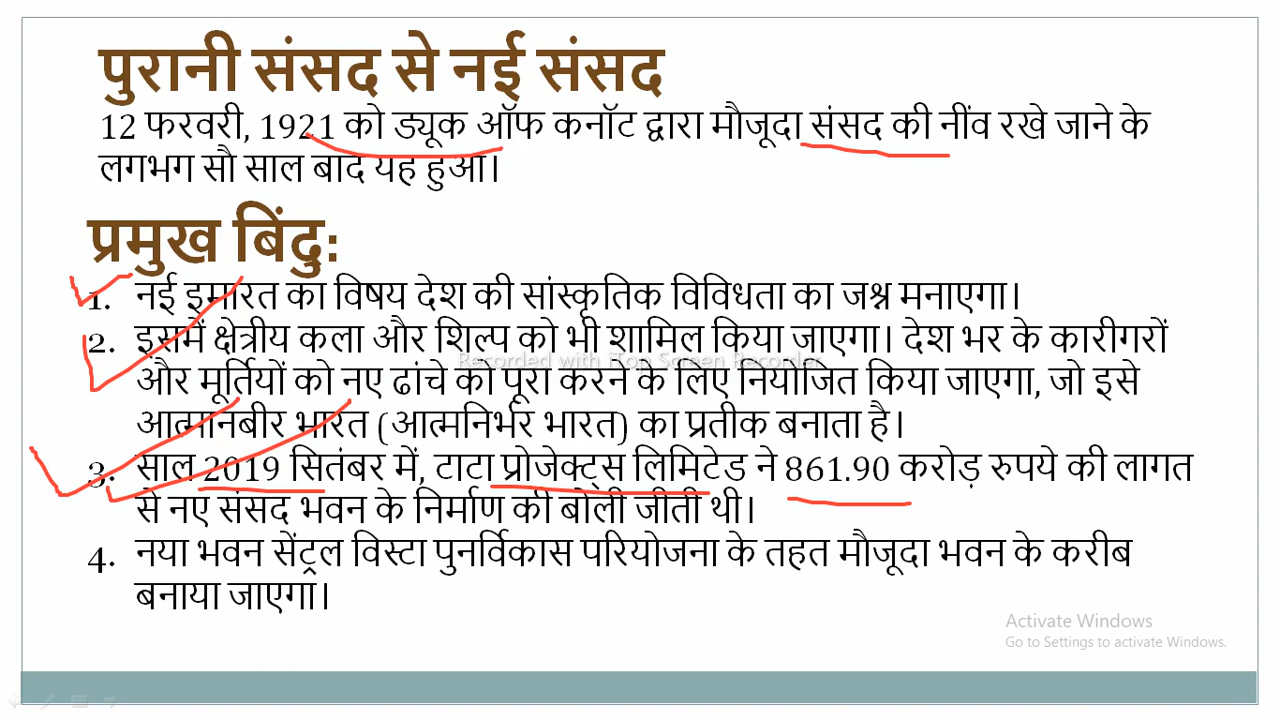 पुरानी संसद से नई संसद
12 फरवरी, 1921 को ड्यूक ऑफ कनॉट द्वारा मौजूदा संसद की नींव रखे जाने के
लगभग सौ साल बाद यह हुआ।
प्रमुख बिंदु:
1. नई इमारत का विषय देश की सांस्कृतिक विविधता का जश्न मनाएगा।
2. इसमें क्षेत्रीय कला और शिल्प को भी शामिल किया जाएगा। देश भर के कारीगरों
और मूर्तियों को नए ढांचे को पूरा करने के लिए नियोजित किया जाएगा, जो इसे
आत्मानबीर भारत (आत्मनिर्भर भारत) का प्रतीक बनाता है।
Recorded with iTop Screen Recorder
3. साल 2019 सितंबर में, टाटा प्रोजेक्ट्स लिमिटेड ने 861.90 करोड़ रुपये की लागत
से नए संसद भवन के निर्माण की बोली जीती थी।
4. नया भवन सेंट्रल विस्टा पुनर्विकास परियोजना के तहत मौजूदा भवन के करीब
बनाया जाएगा।
Activate Windows
Go to Settings to activate Windows.